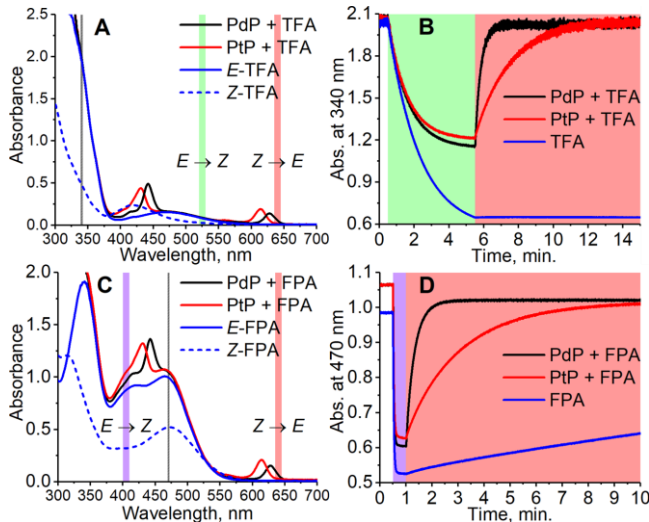 A
PdP + TFA
PtP + TFA
E-TFA
Z-TFA
E → Z Z → E
Absorbance
2.5
2.0
1.5
1.0
0.5
0.0
300 350 400 450 500 550 600 650 700
Wavelength, nm
B
PdP + TFA
PtP + TFA
TFA
Abs. at 340 nm
2.1
1.8
1.5
1.2
0.9
0.6
0 2 4 6 8 10 12 14
Time, min.
C
PdP + FPA
PtP + FPA
E-FPA
Z-FPA
E → Z Z → E
Absorbance
2.0
1.5
1.0
0.5
0.0
300 350 400 450 500 550 600 650 700
Wavelength, nm
D
PdP + FPA
PtP + FPA
FPA
Abs. at 470 nm
1.1
1.0
0.9
0.8
0.7
0.6
0.5
0 1 2 3 4 5 6 7 8 9 10
Time, min.